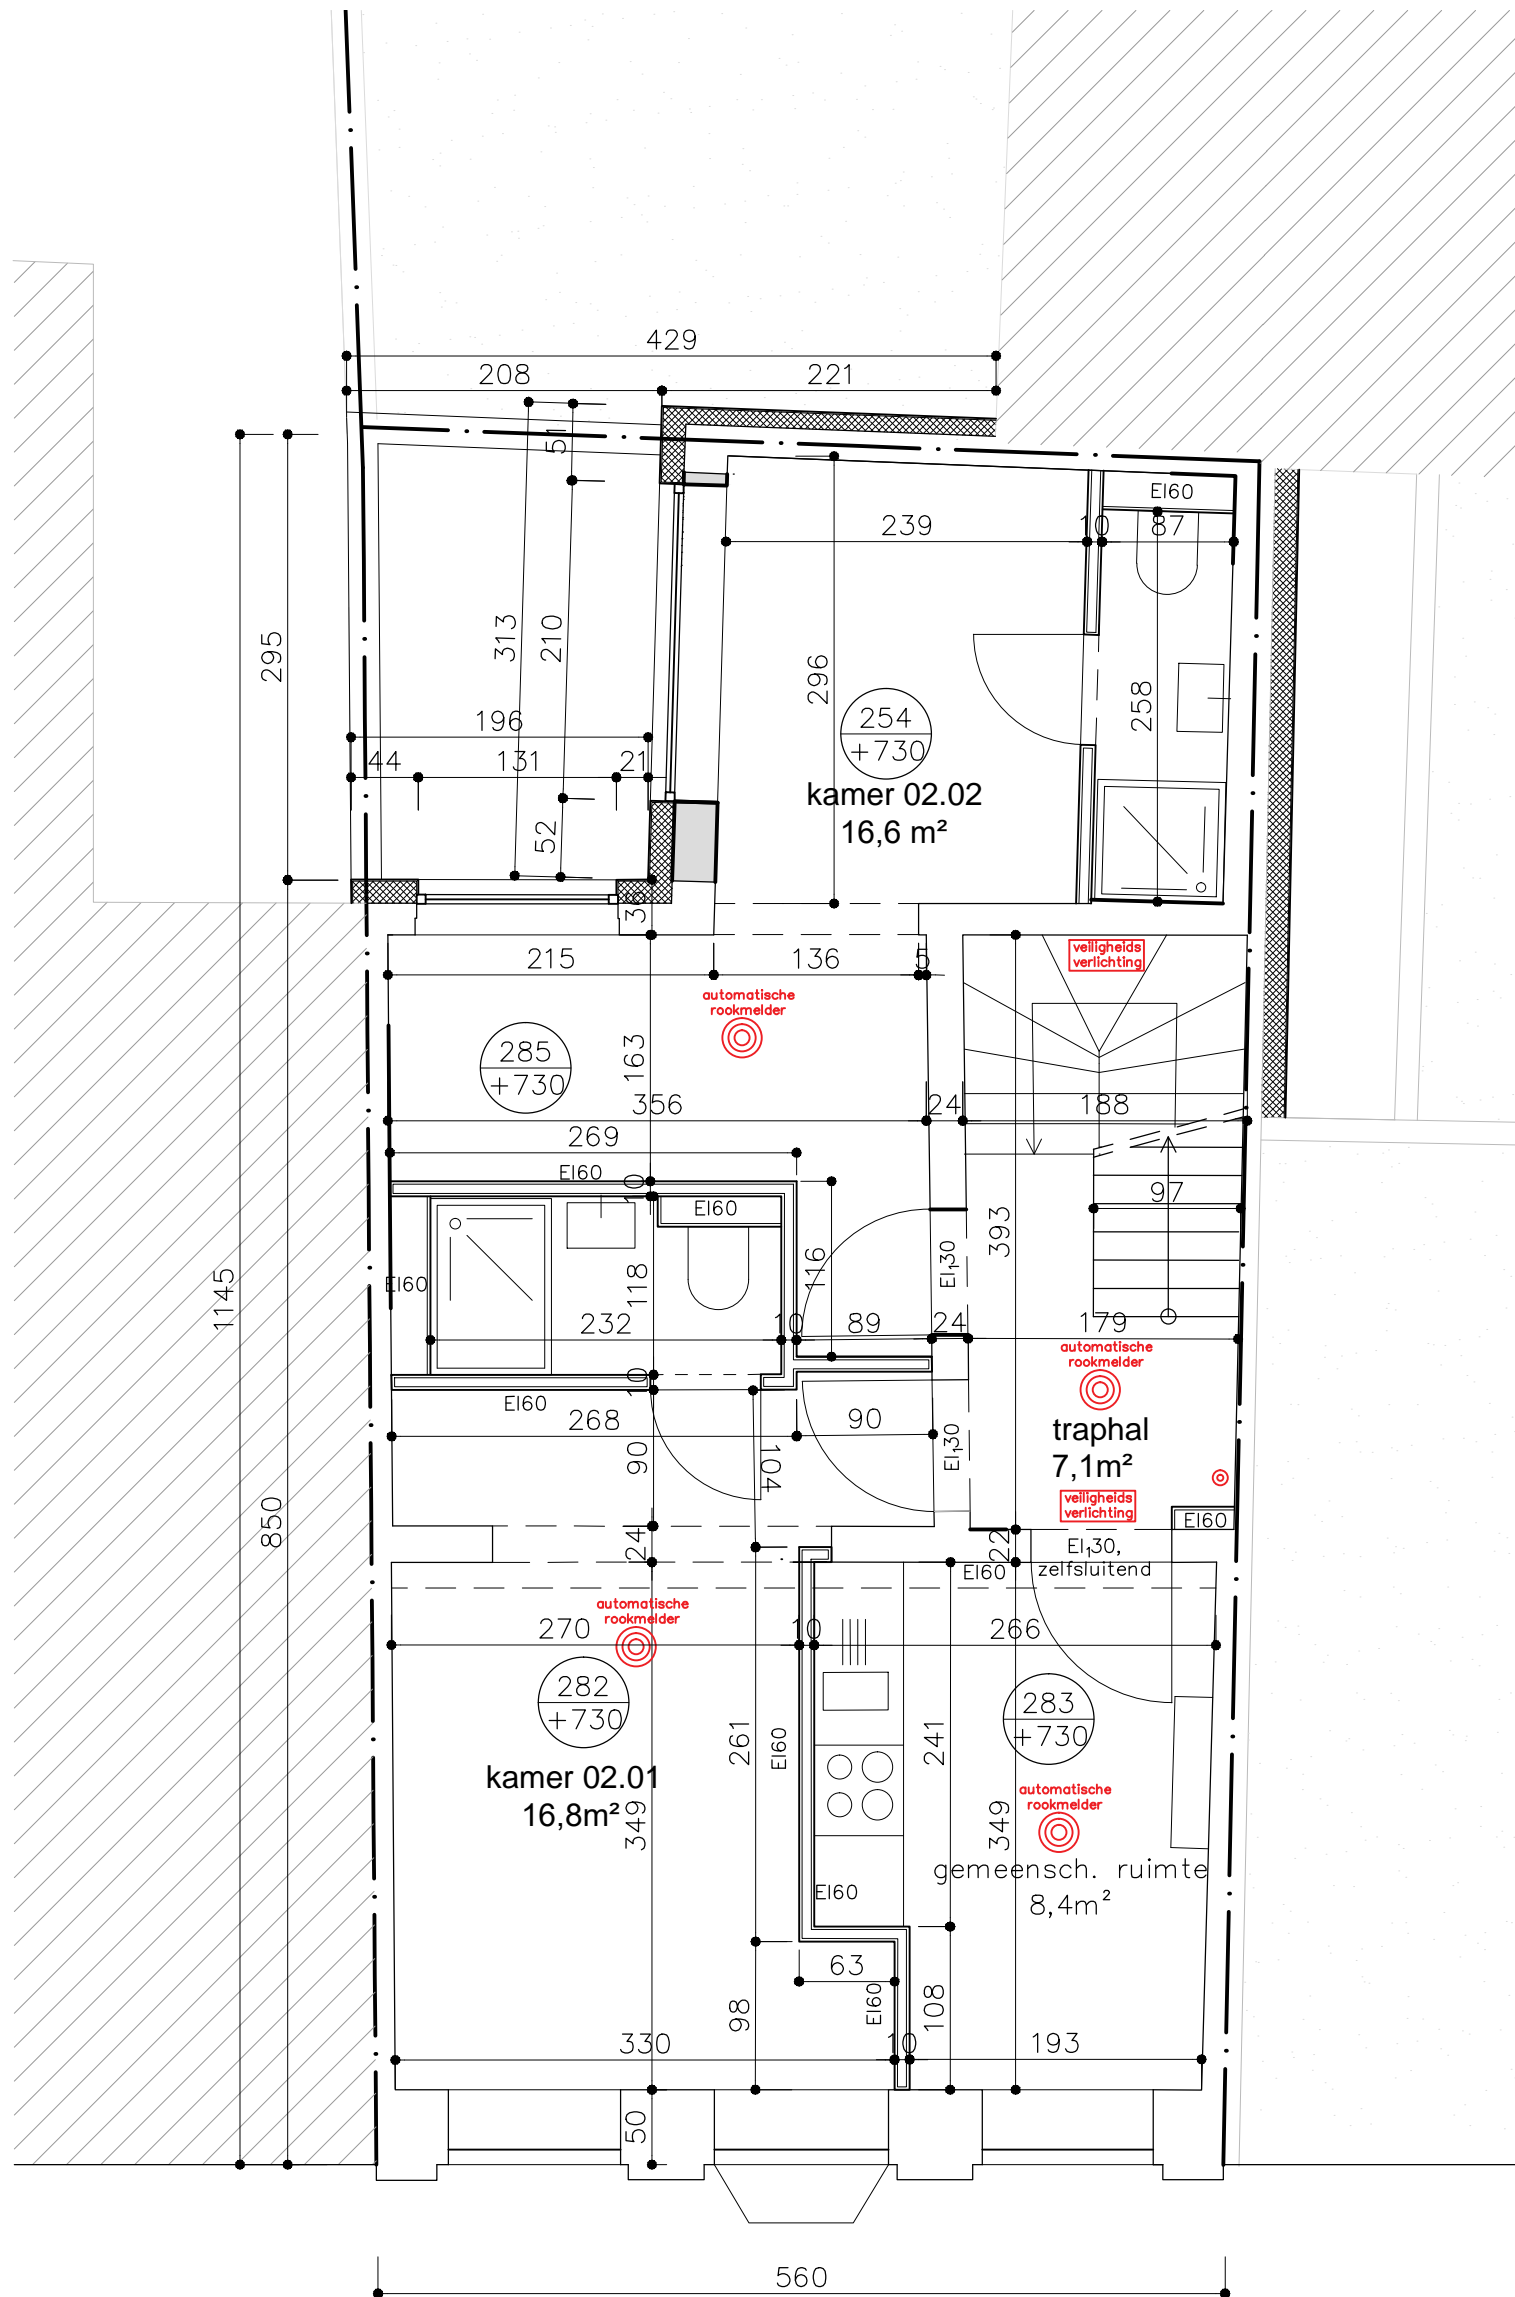 429
208
221
51
EI60
239
10
87
313
210
295
296
258
196
44
131
21
254
+730
kamer 02.02
16,6 m²
52
36
veiligheids
verlichting
215
136
5
automatische
rookmelder
285
+730
163
356
24
188
269
EI60
10
EI60
97
393
1145
EI60
118
116
EI₁30
232
10
89
24
179
automatische
rookmelder
10
EI60
268
90
90
104
EI₁30
traphal
7,1m²
veiligheids
verlichting
EI60
850
24
22
EI₁30,
zelfsluitend
EI60
automatische
rookmelder
270
10
266
282
+730
283
+730
261
EI60
241
kamer 02.01
16,8m²
349
349
automatische
rookmelder
gemeensch. ruimte
8,4m²
EI60
63
98
EI60
108
330
10
193
50
560